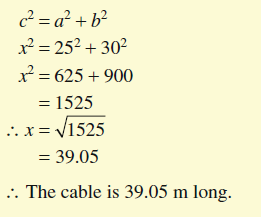 c² = a² + b²
x² = 25² + 30²
x² = 625 + 900
= 1525
∴ x = √1525
= 39.05
∴ The cable is 39.05 m long.